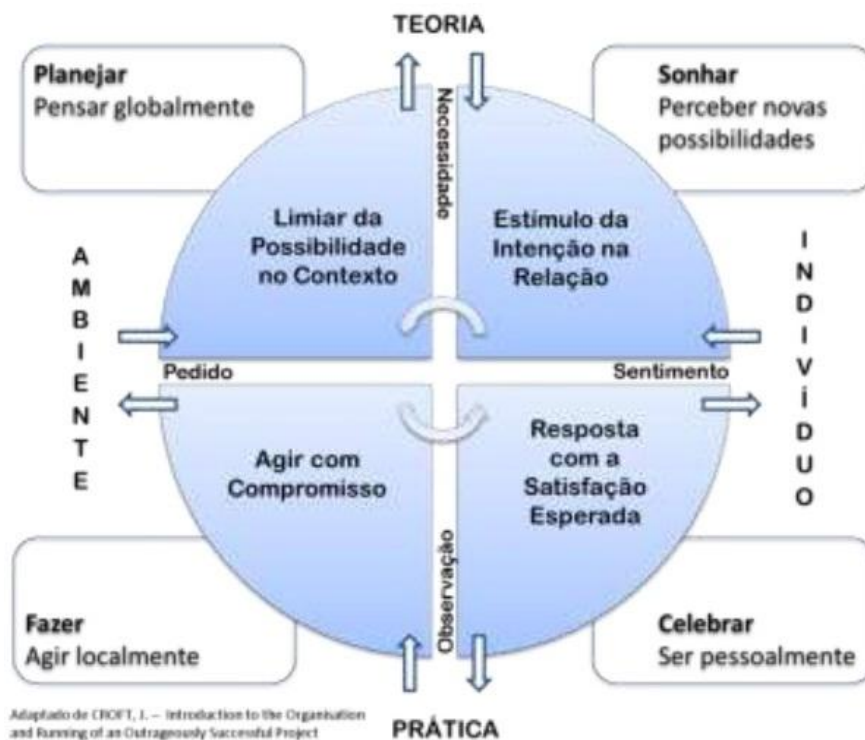 TEORIA
Planejar
Pensar globalmente
Sonhar
Perceber novas
possibilidades
Necessidade
Limiar da
Possibilidade
no Contexto
Estímulo da
Intenção na
Relação
AMBIENTE
INDIVÍDUO
Pedido
Sentimento
Agir com
Compromisso
Resposta
com a
Satisfação
Esperada
Observação
Fazer
Agir localmente
Celebrar
Ser pessoalmente
Adaptado de CROFT, J. – Introduction to the Organisation
and Running of an Outrageously Successful Project
PRÁTICA